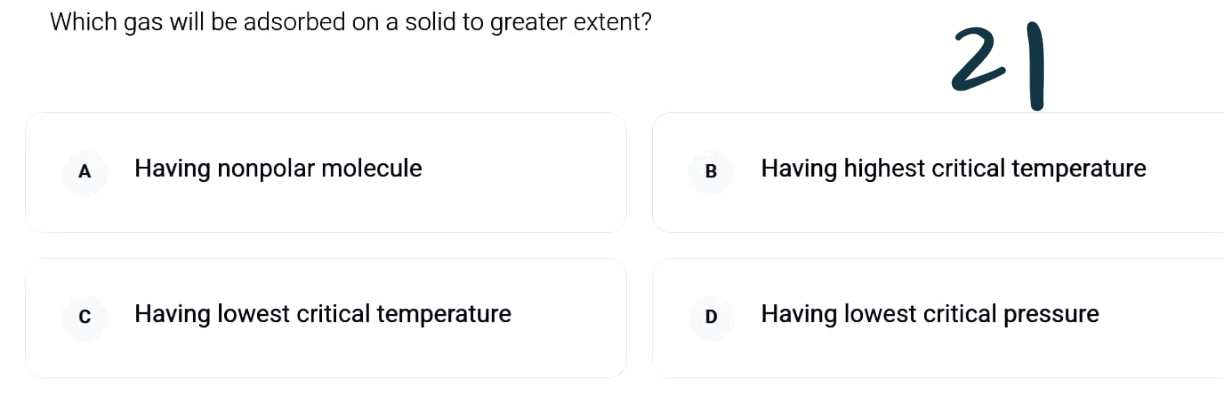 Which gas will be adsorbed on a solid to greater extent?
21
A Having nonpolar molecule
B Having highest critical temperature
C Having lowest critical temperature
D Having lowest critical pressure